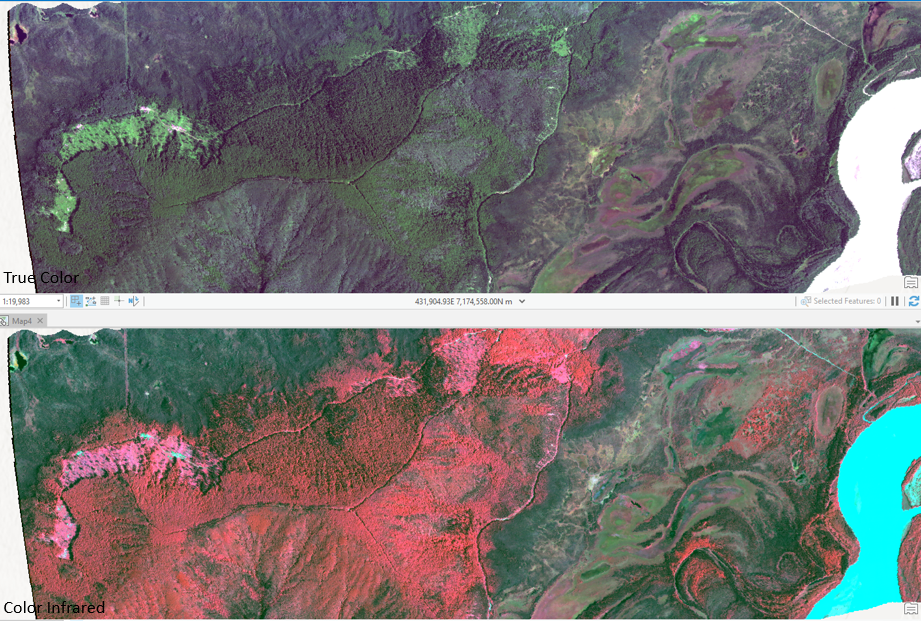 True Color
1:19,983
431,904.93E 7,174,558.00N m
Selected Features: 0
Map4
Color Infrared